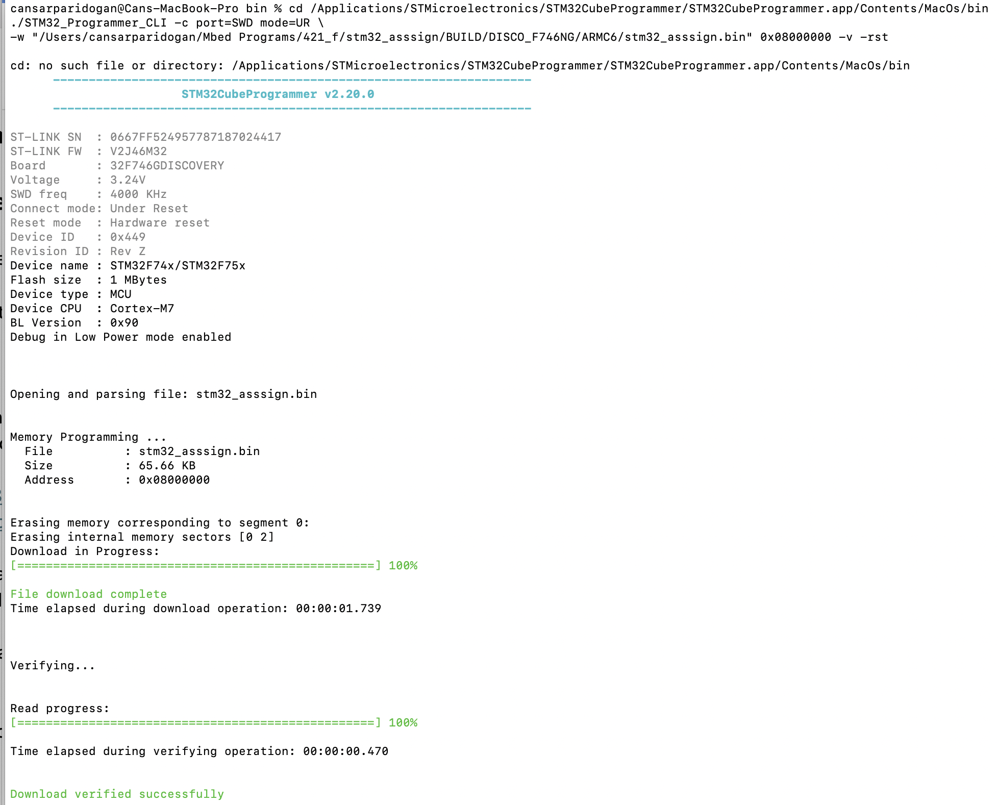 cansarparidogan@Cans-MacBook-Pro bin % cd /Applications/STMicroelectronics/STM32CubeProgrammer/STM32CubeProgrammer.app/Contents/MacOs/bin
./STM32_Programmer_CLI -c port=SWD mode=UR \
-w "/Users/cansarparidogan/Mbed Programs/421_f/stm32_asssign/BUILD/DISCO_F746NG/ARMC6/stm32_asssign.bin" 0x08000000 -v -rst
cd: no such file or directory: /Applications/STMicroelectronics/STM32CubeProgrammer/STM32CubeProgrammer.app/Contents/MacOs/bin
-------------------------------------------------------------------
STM32CubeProgrammer v2.20.0
-------------------------------------------------------------------
ST-LINK SN  : 0667FF524957787187024417
ST-LINK FW  : V2J46M32
Board       : 32F746GDISCOVERY
Voltage     : 3.24V
SWD freq    : 4000 KHz
Connect mode: Under Reset
Reset mode  : Hardware reset
Device ID   : 0x449
Revision ID : Rev Z
Device name : STM32F74x/STM32F75x
Flash size  : 1 MBytes
Device type : MCU
Device CPU  : Cortex-M7
BL Version  : 0x90
Debug in Low Power mode enabled
Opening and parsing file: stm32_asssign.bin
Memory Programming ...
File          : stm32_asssign.bin
Size          : 65.66 KB
Address       : 0x08000000
Erasing memory corresponding to segment 0:
Erasing internal memory sectors [0 2]
Download in Progress:
[==================================================] 100%
File download complete
Time elapsed during download operation: 00:00:01.739
Verifying...
Read progress:
[==================================================] 100%
Time elapsed during verifying operation: 00:00:00.470
Download verified successfully